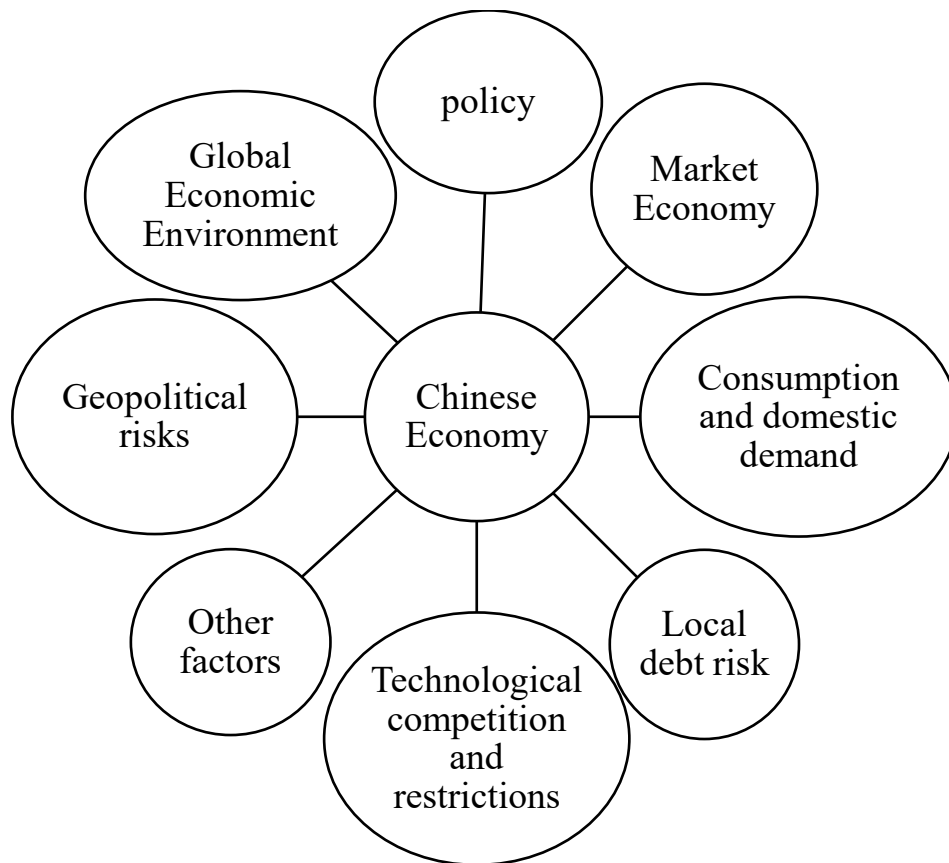 policy
Global
Economic
Environment
Market
Economy
Geopolitical
risks
Chinese
Economy
Consumption
and domestic
demand
Other
factors
Technological
competition
and
restrictions
Local
debt risk